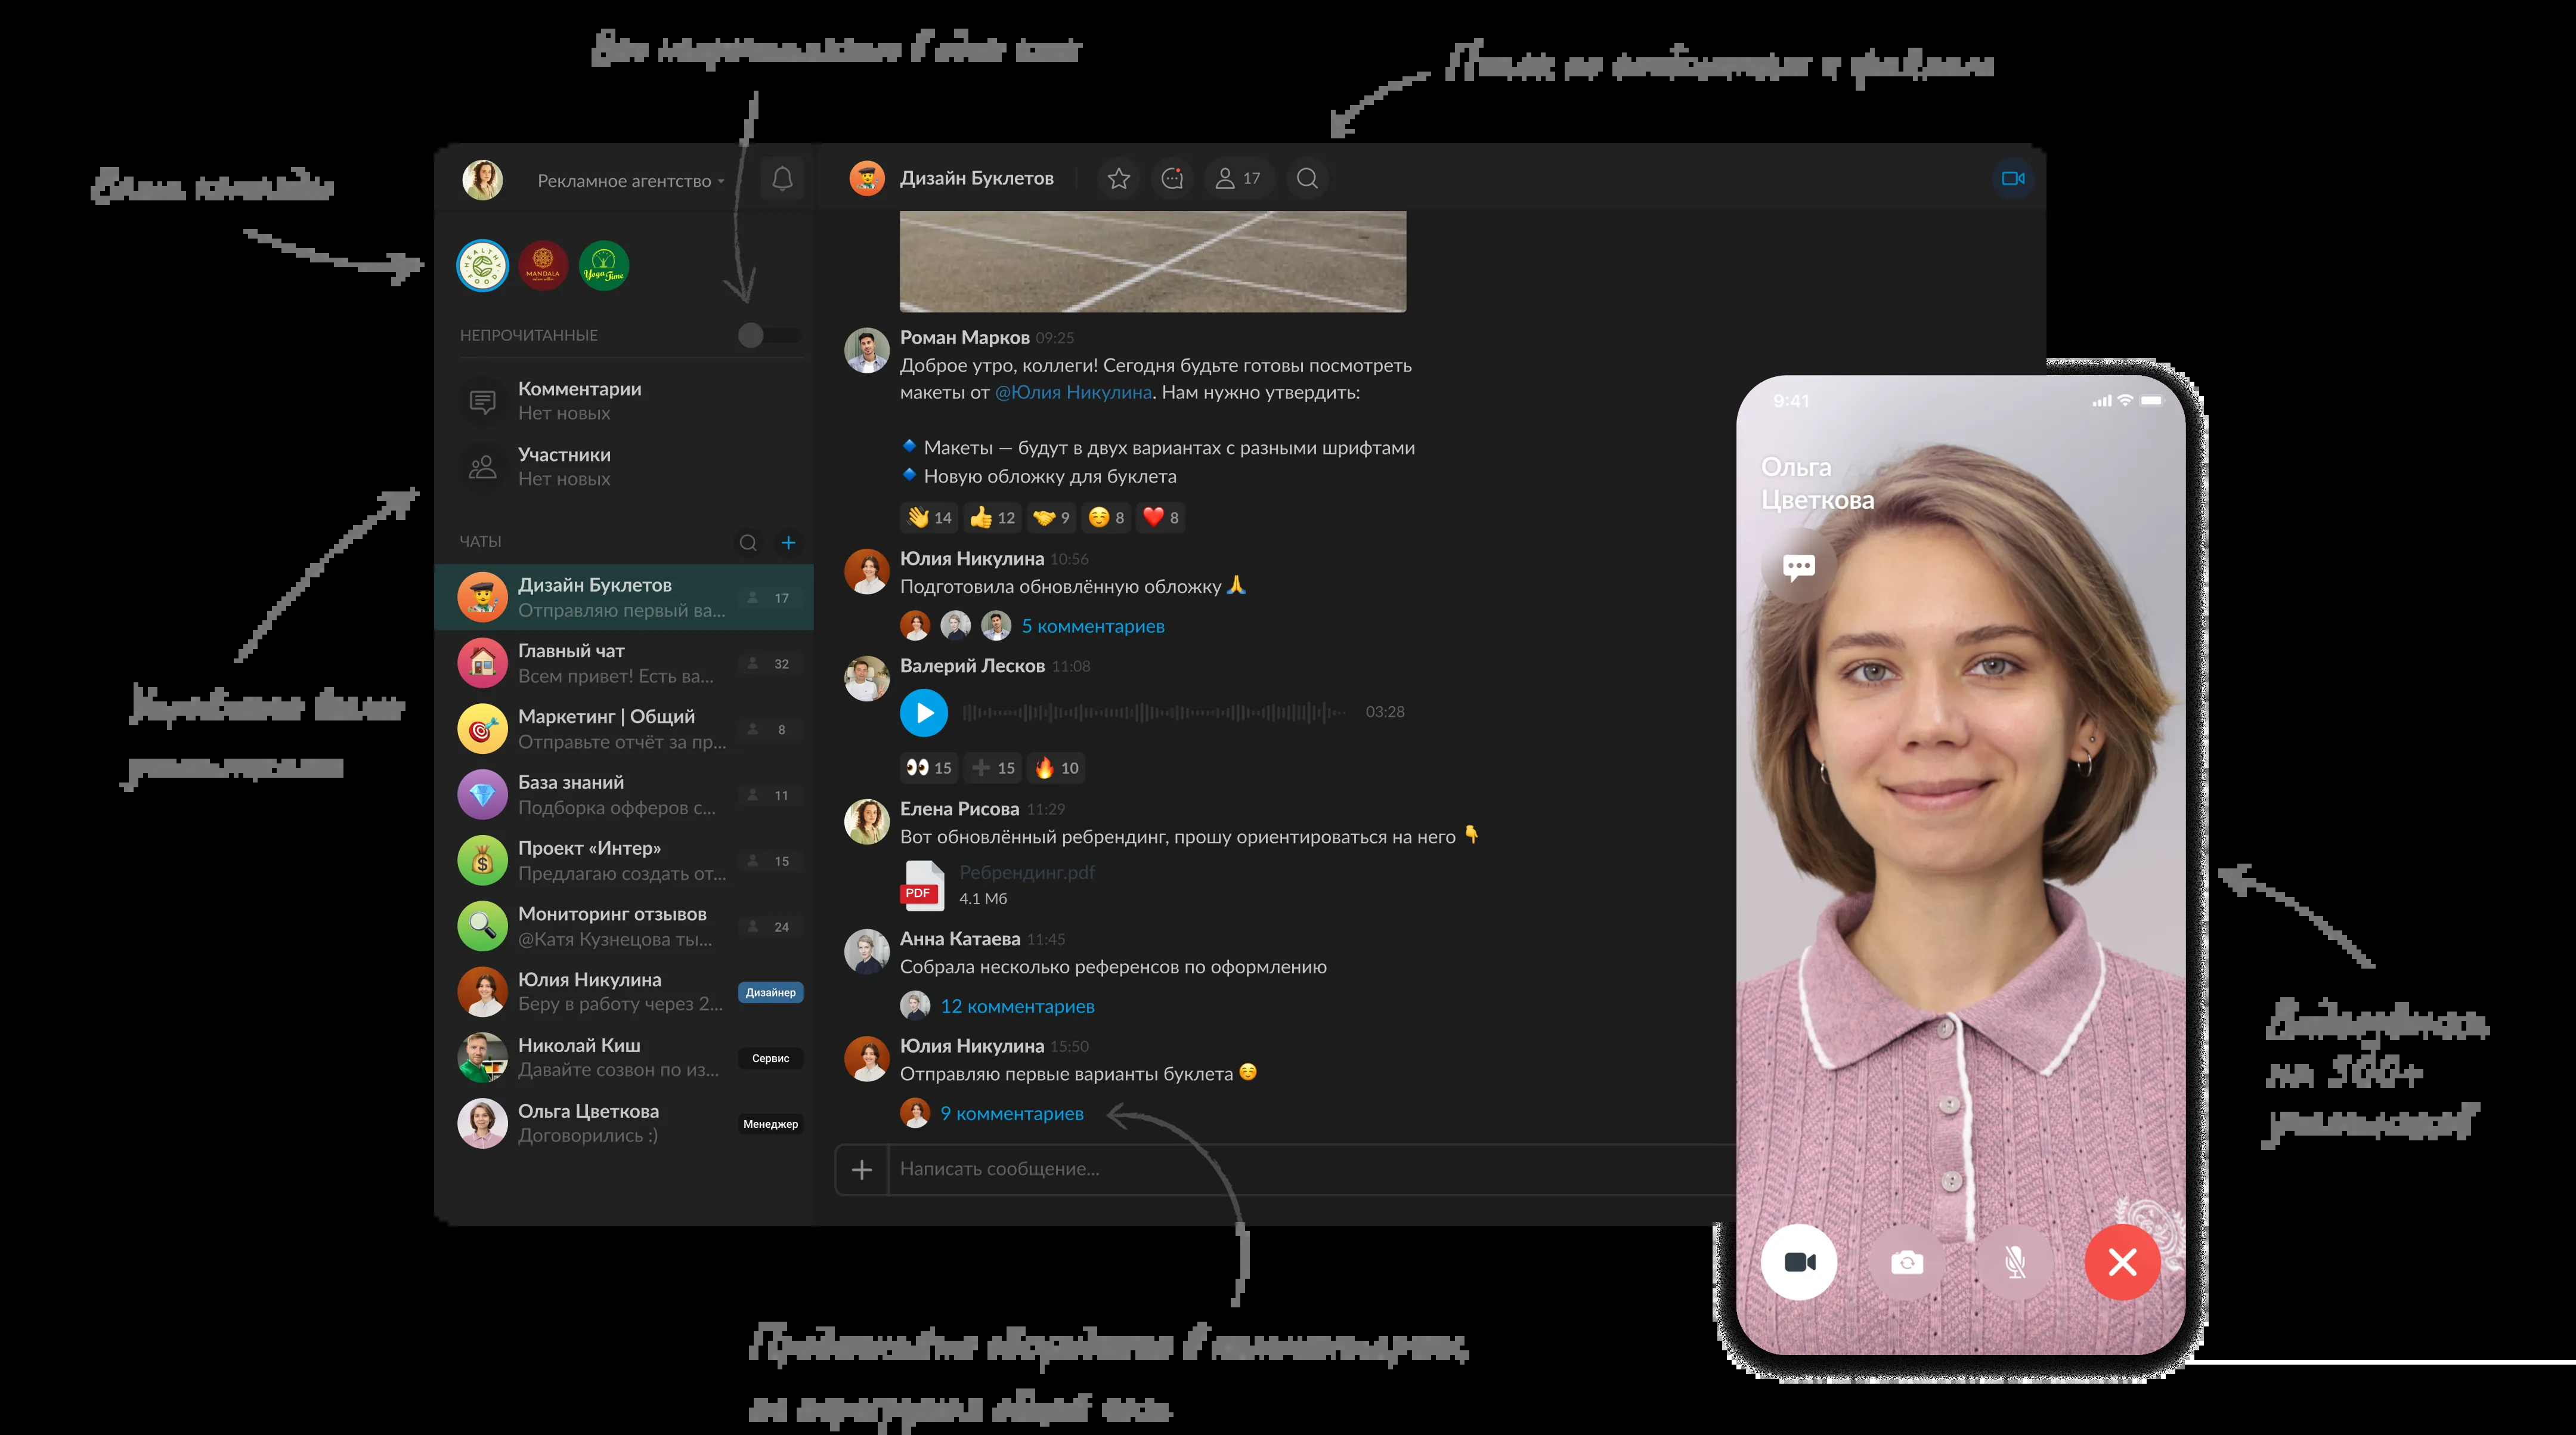 Все непрочитанные в один клик
Поиск по сообщениям и файлам
Ваши команды
Рекламное агентство
Дизайн Буклетов
17
HEALTHY FOOD
MANDALA
Yoga Time
НЕПРОЧИТАННЫЕ
Комментарии
Нет новых
Участники
Нет новых
Управление всеми
участниками
ЧАТЫ
Дизайн Буклетов
Отправляю первый ва...
17
Главный чат
Всем привет! Есть ва...
32
Маркетинг | Общий
Отправьте отчёт за пр...
8
База знаний
Подборка офферов с...
11
Проект «Интер»
Предлагаю создать от...
15
Мониторинг отзывов
@Катя Кузнецова ты...
24
Юлия Никулина
Беру в работу через 2...
Дизайнер
Николай Киш
Давайте созвон по из...
Сервис
Ольга Цветкова
Договорились :)
Менеджер
Роман Марков 09:25
Доброе утро, коллеги! Сегодня будьте готовы посмотреть
макеты от @Юлия Никулина. Нам нужно утвердить:
🔹 Макеты — будут в двух вариантах с разными шрифтами
🔹 Новую обложку для буклета
👋 14 👍 12 🤝 9 ☺️ 8 ❤️ 8
Юлия Никулина 10:56
Подготовила обновлённую обложку 🙏
5 комментариев
Валерий Лесков 11:08
03:28
👀 15 ➕ 15 🔥 10
Елена Рисова 11:29
Вот обновлённый ребрендинг, прошу ориентироваться на него 👇
PDF
Ребрендинг.pdf
4.1 Мб
Анна Катаева 11:45
Собрала несколько референсов по оформлению
12 комментариев
Юлия Никулина 15:50
Отправляю первые варианты буклета ☺️
9 комментариев
Написать сообщение...
9:41
Ольга
Цветкова
на 300+
участников
Продолжайте обсуждения в комментариях,
не перегружая общий чат